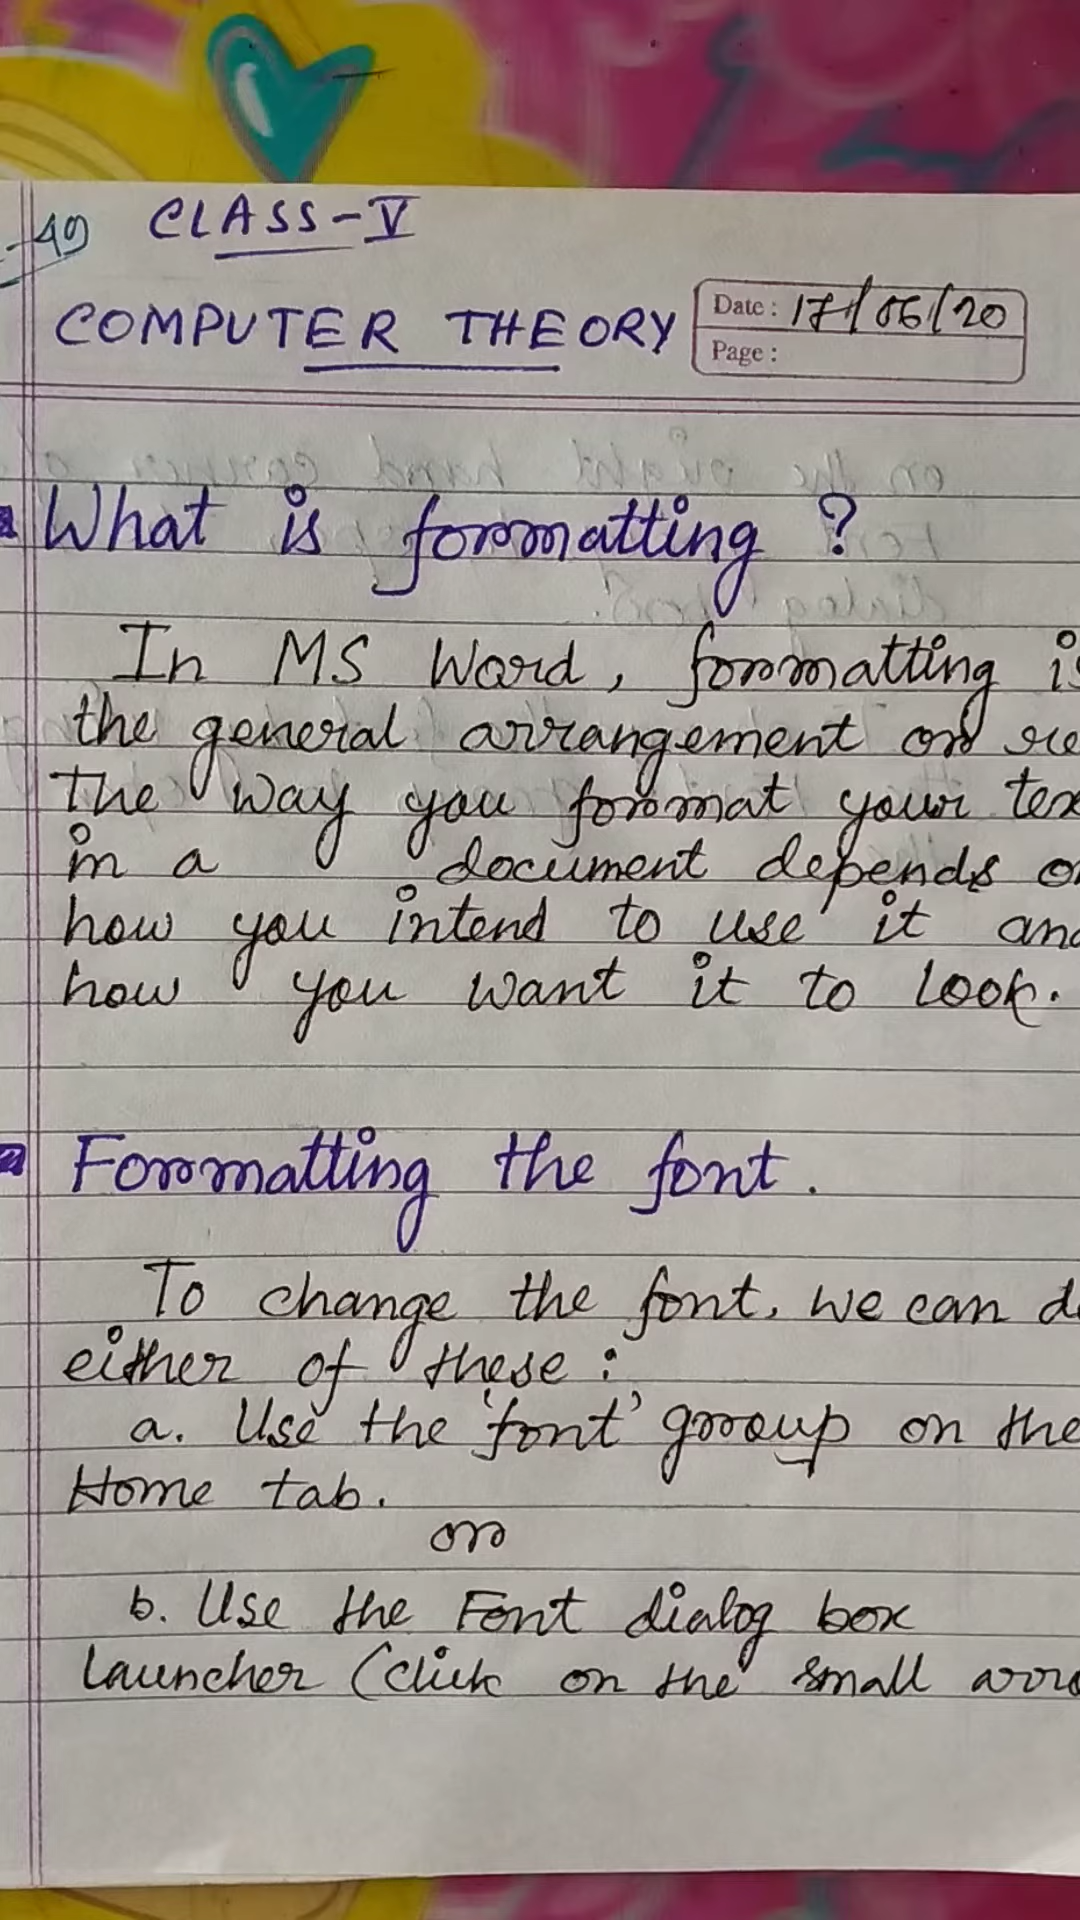 -49 CLASS-V
COMPUTER THEORY
Date: 17/06/20
Page:
What is formatting ?
In MS Word, formatting is
the general arrangement or
The way you format your
in a document depends
how you intend to use it
how you want it to look.
Formatting the font.
To change the font, we can
either of these :
a. Use the 'font' group on the
Home tab.
or
b. Use the Font dialog box
Launcher (Click on the small